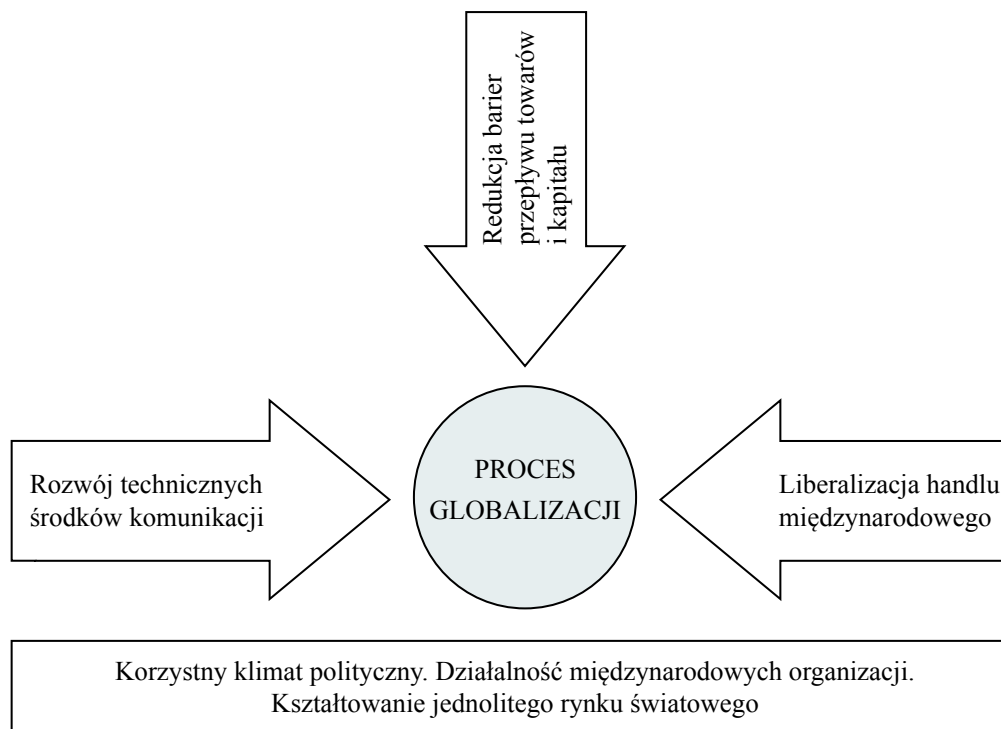 Redukcja barier
przepływu towarów
i kapitału
Rozwój technicznych
środków komunikacji
PROCES
GLOBALIZACJI
Liberalizacja handlu
międzynarodowego
Korzystny klimat polityczny. Działalność międzynarodowych organizacji.
Kształtowanie jednolitego rynku światowego